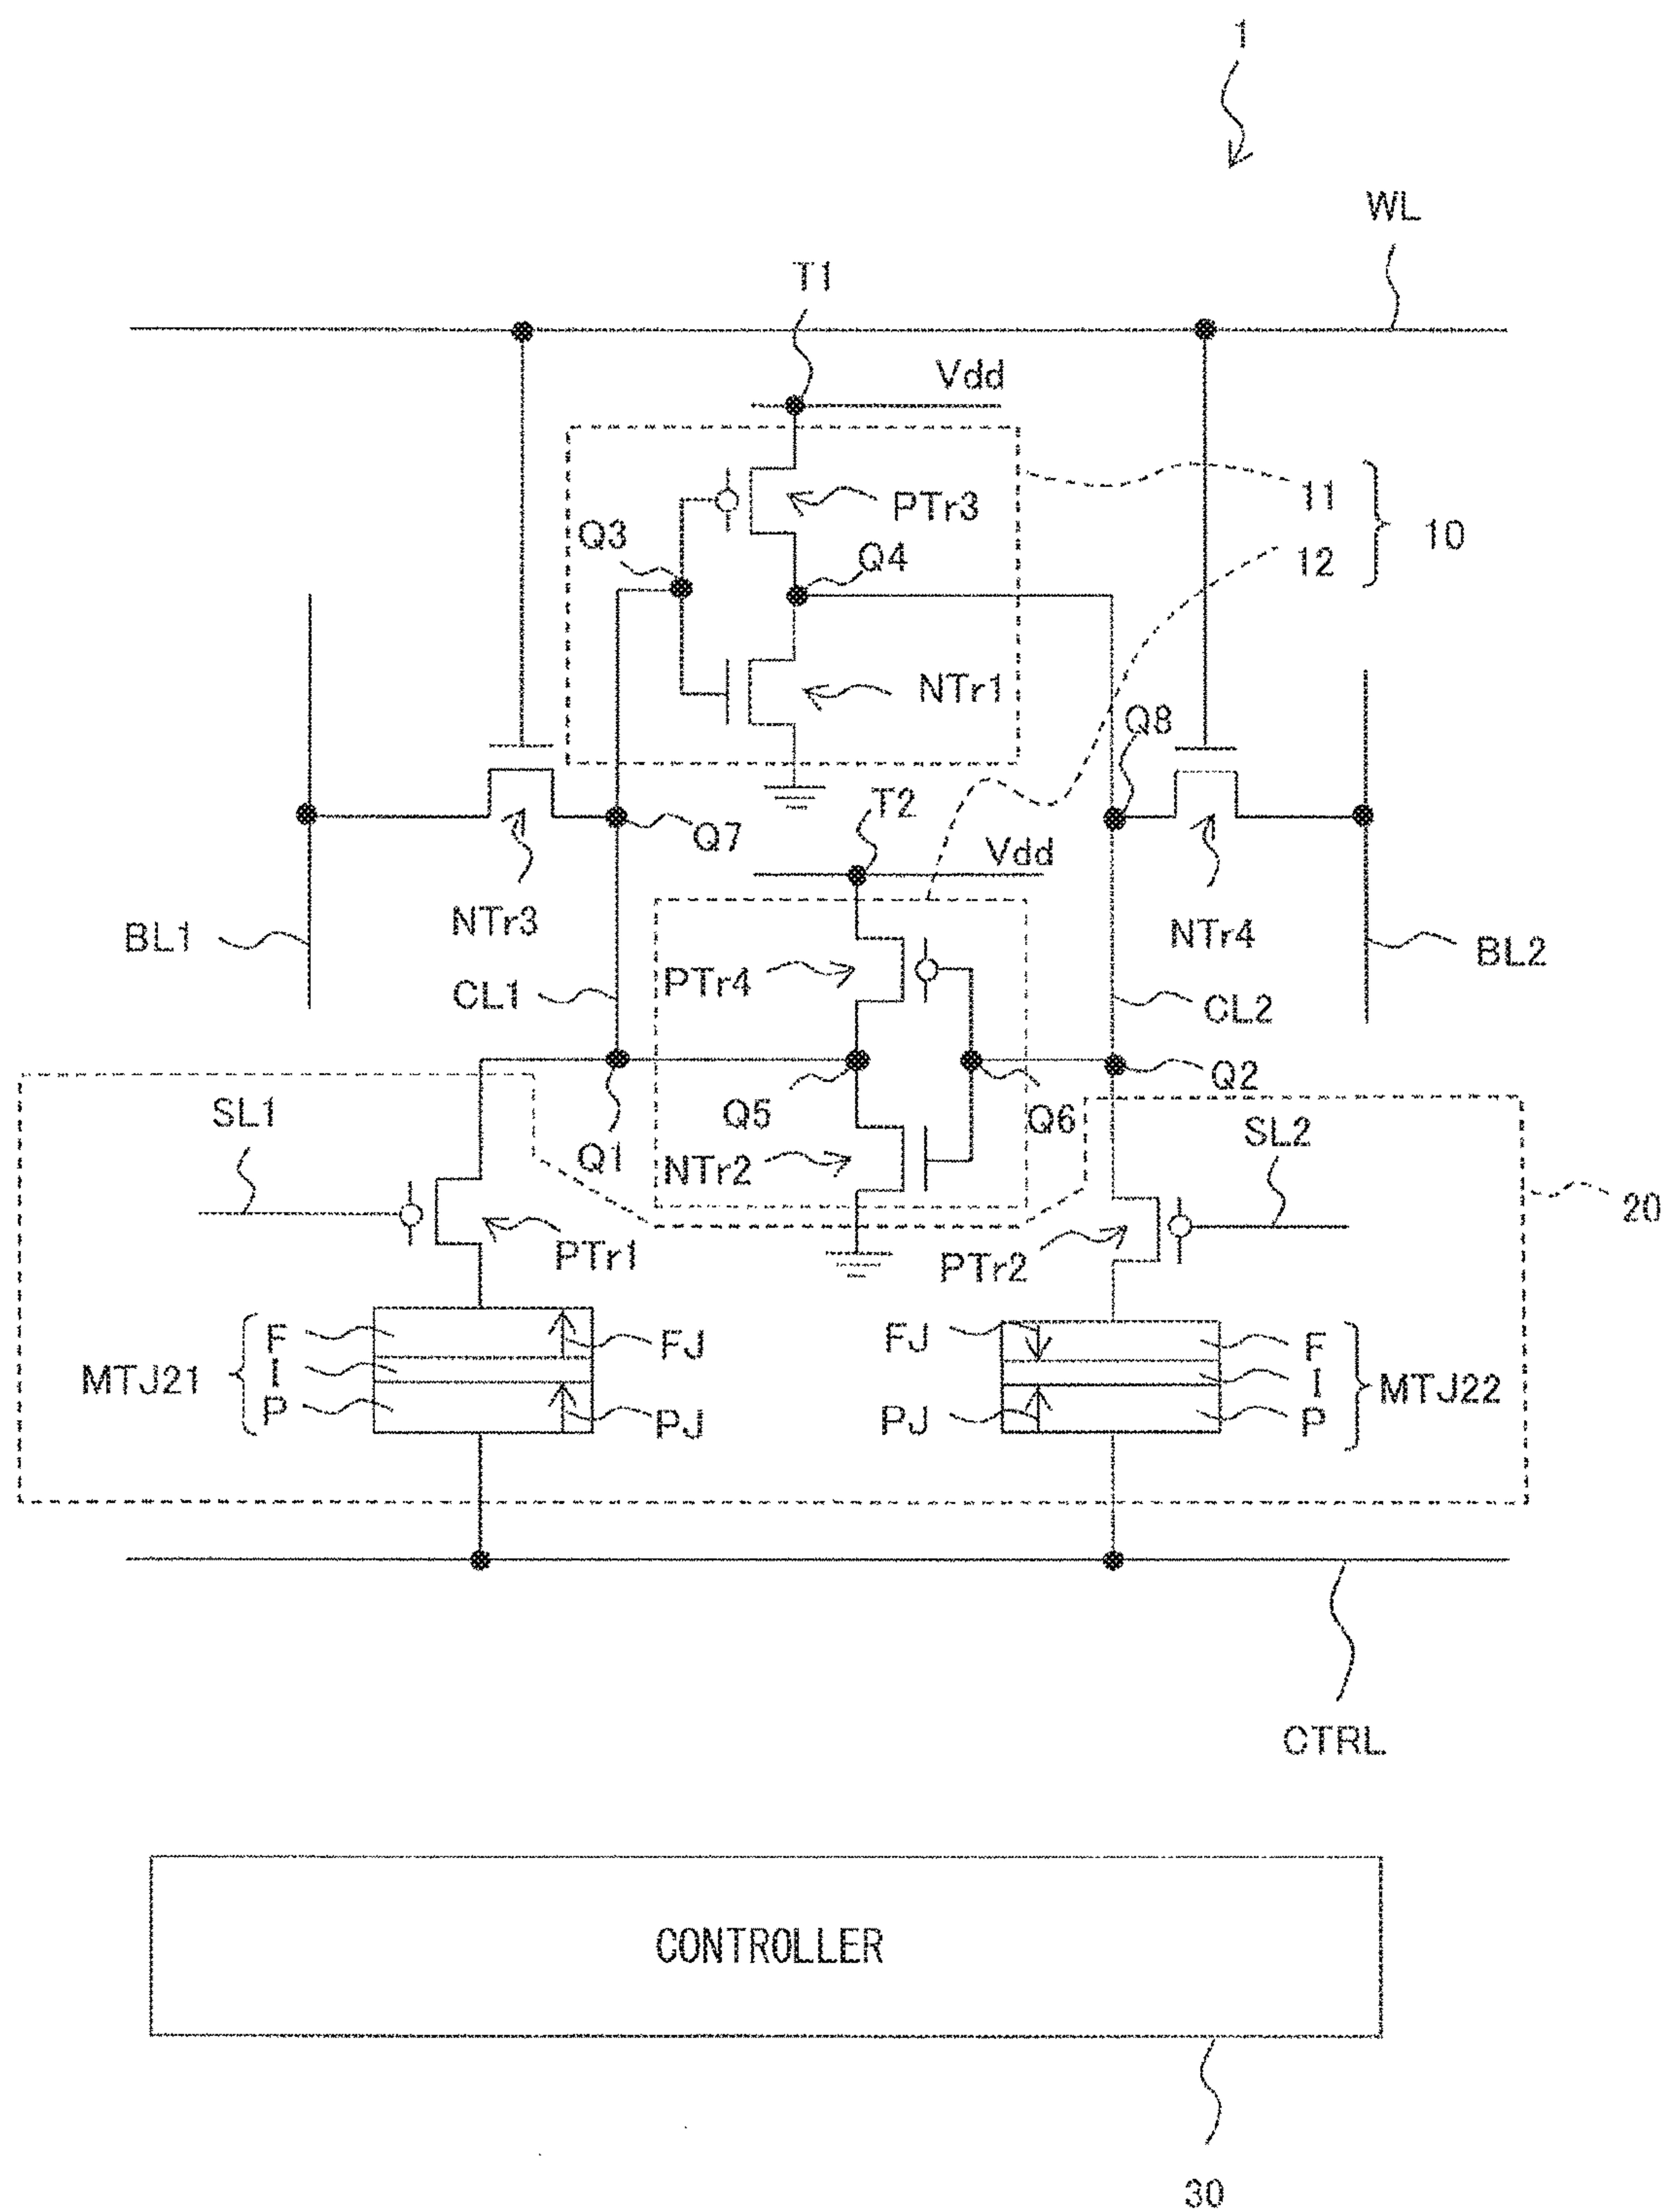 1
WL
T1
Vdd
PTr3
11
10
Q3
Q4
12
NTr1
Q8
T2
Q7
Vdd
NTr3
NTr4
BL1
BL2
PTr4
CL1
CL2
Q2
SL1
Q5
Q6
SL2
Q1
NTr2
20
PTr1
PTr2
F
FJ
FJ
F
MTJ21
I
I
MTJ22
P
PJ
PJ
P
CTRL
CONTROLLER
30